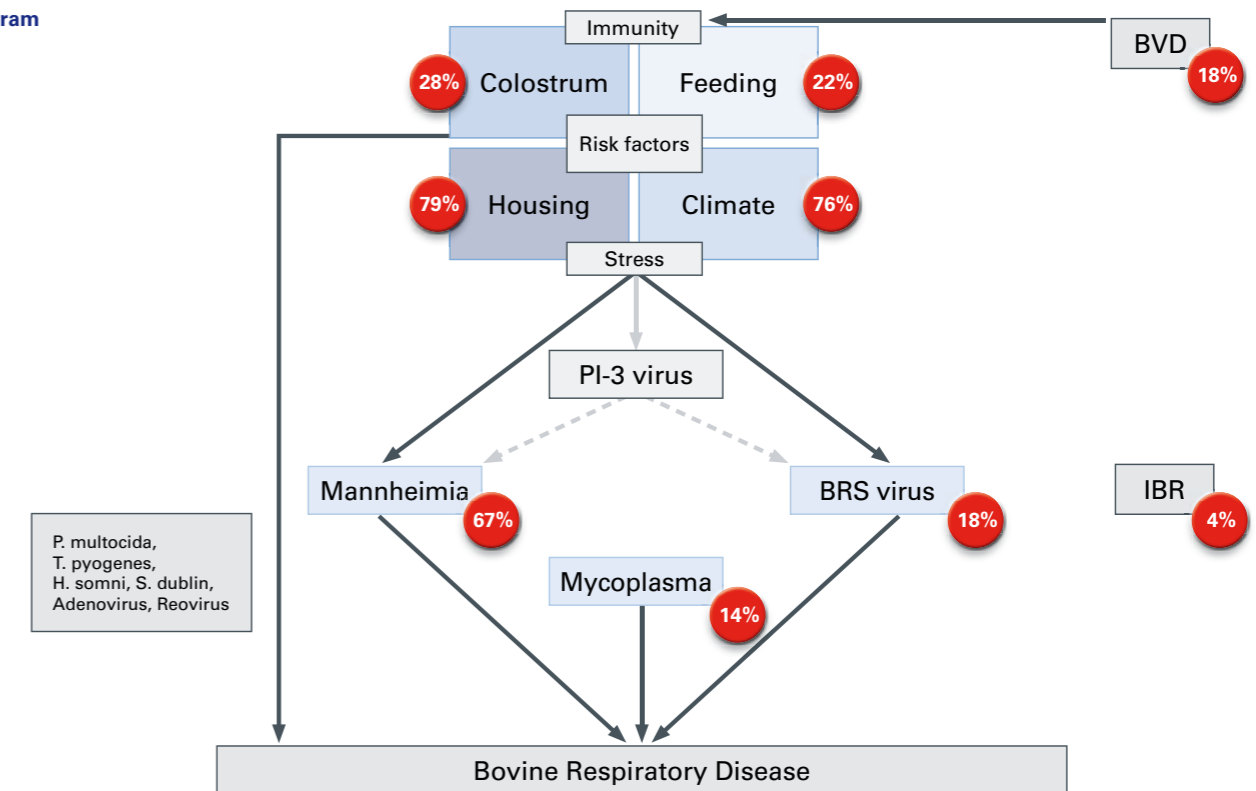 ram
Immunity
BVD
18%
28%
Colostrum
Feeding
22%
Risk factors
79%
Housing
Climate
76%
Stress
PI-3 virus
Mannheimia
67%
BRS virus
18%
IBR
4%
P. multocida,
T. pyogenes,
H. somni, S. dublin,
Adenovirus, Reovirus
Mycoplasma
14%
Bovine Respiratory Disease